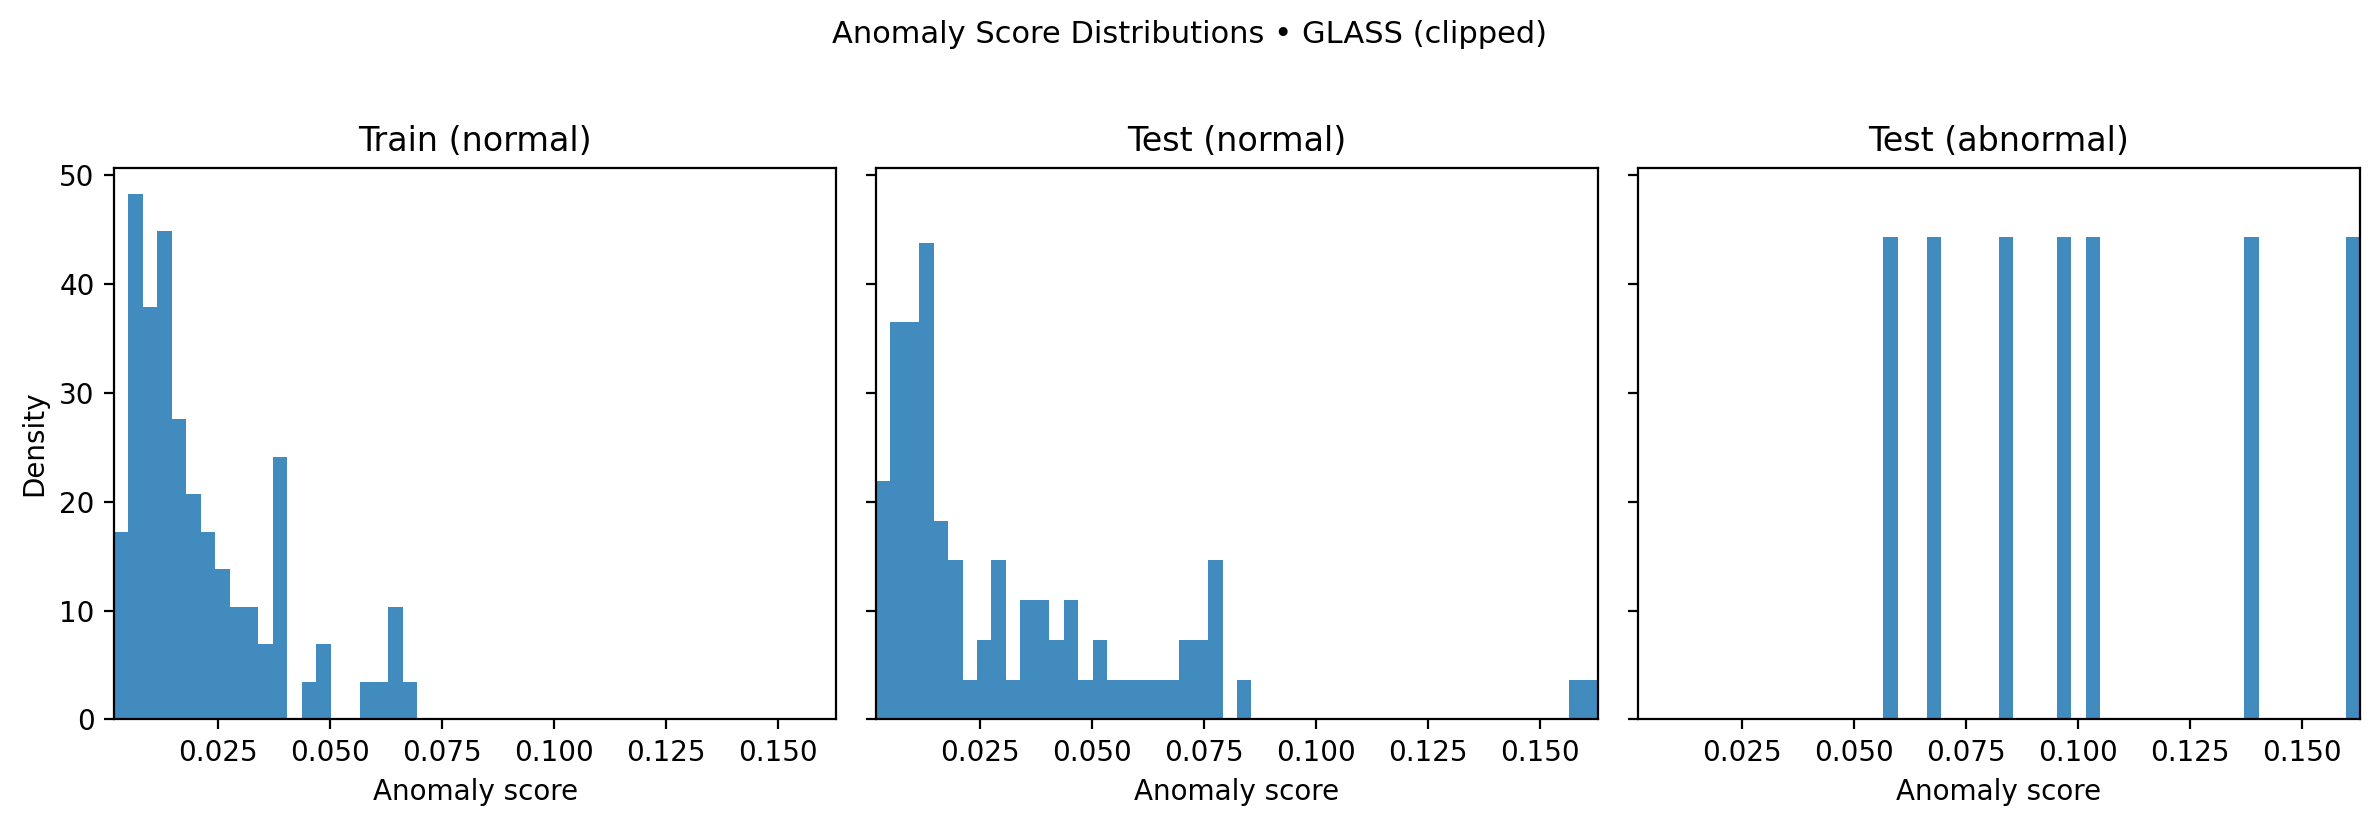 Anomaly Score Distributions • GLASS (clipped)
Train (normal)
Test (normal)
Test (abnormal)
Density
50
40
30
20
10
0
0.025 0.050 0.075 0.100 0.125 0.150
0.025 0.050 0.075 0.100 0.125 0.150
0.025 0.050 0.075 0.100 0.125 0.150
Anomaly score
Anomaly score
Anomaly score